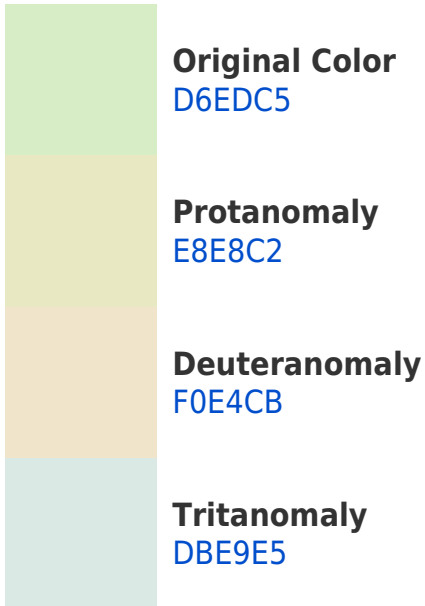 Original Color
D6EDC5
Protanomaly
E8E8C2
Deuteranomaly
F0E4CB
Tritanomaly
DBE9E5